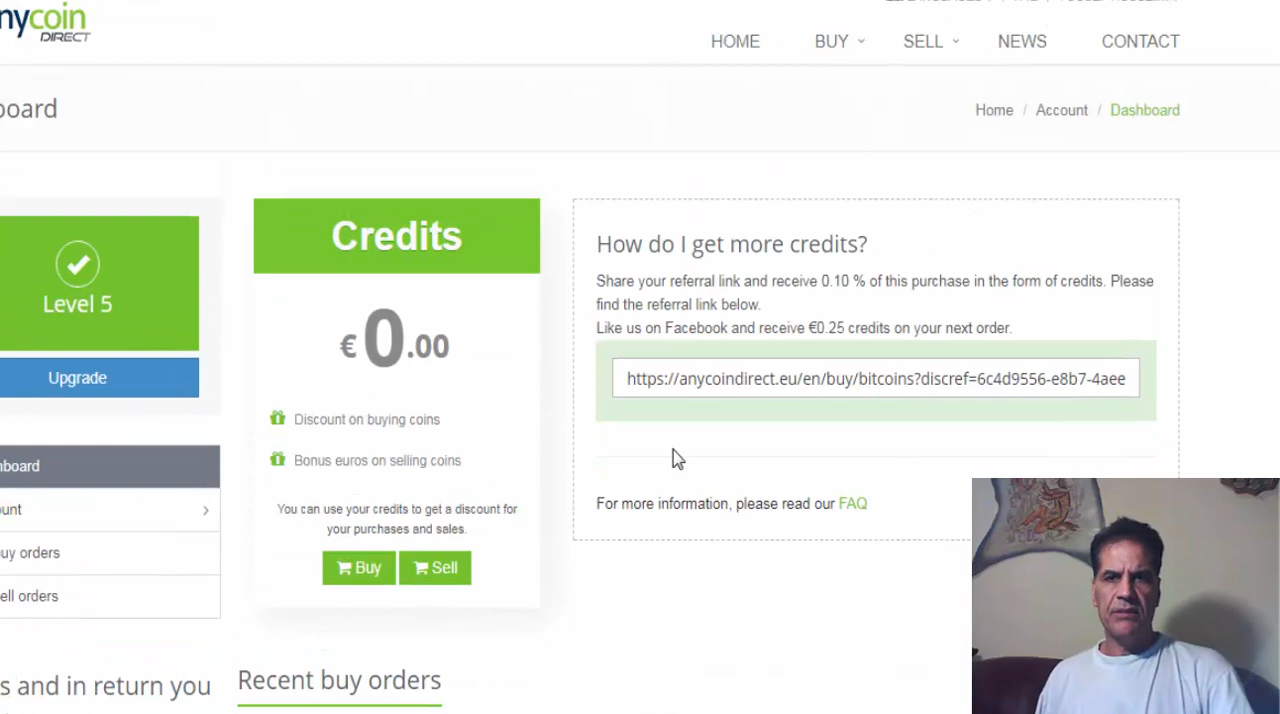 nycoin
DIRECT
HOME
BUY
SELL
NEWS
CONTACT
board
Home / Account / Dashboard
Level 5
Upgrade
hboard
unt
uy orders
ell orders
Credits
€0.00
Discount on buying coins
Bonus euros on selling coins
You can use your credits to get a discount for
your purchases and sales.
Buy
Sell
How do I get more credits?
Share your referral link and receive 0.10 % of this purchase in the form of credits. Please
find the referral link below.
Like us on Facebook and receive €0.25 credits on your next order.
https://anycoindirect.eu/en/buy/bitcoins?discref=6c4d9556-e8b7-4aee
For more information, please read our FAQ
s and in return you
Recent buy orders